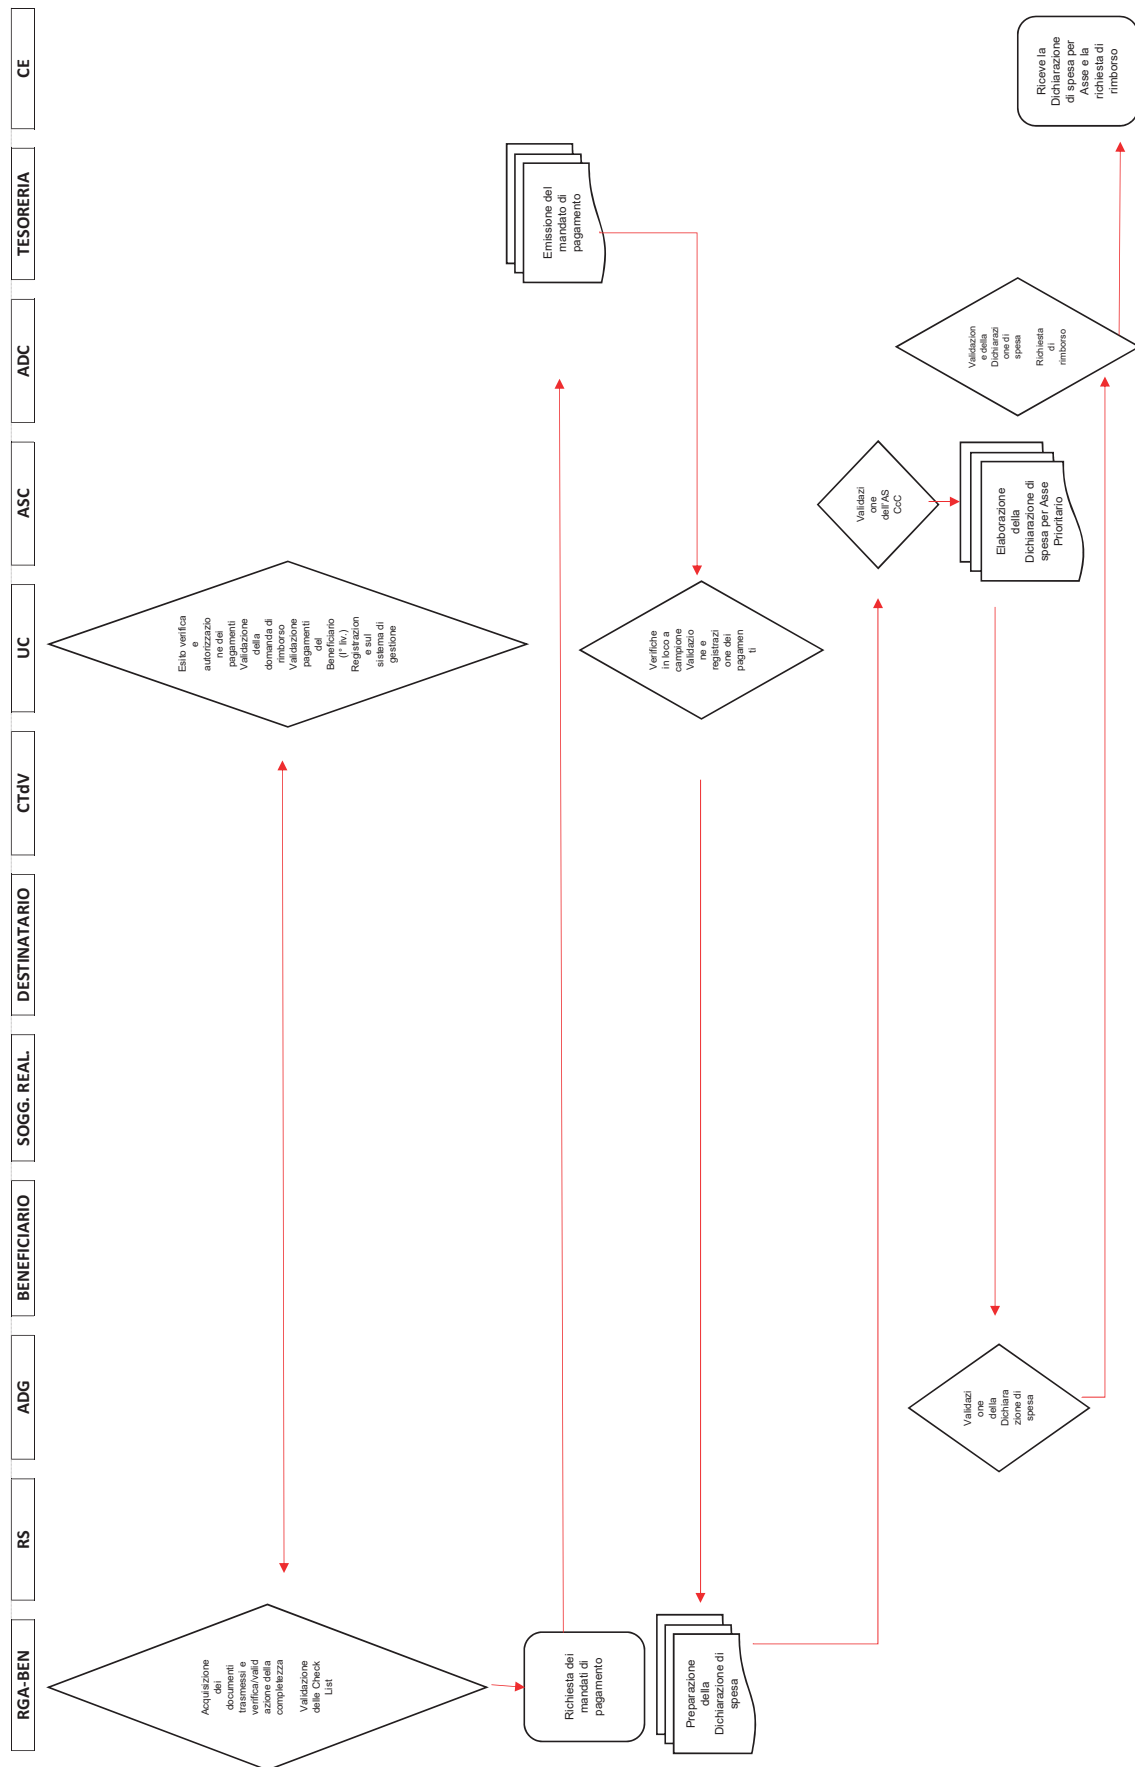 RGA-BEN
RS
ADG
BENEFICIARIO
SOGG. REAL.
DESTINATARIO
CTdV
UC
ASC
ADC
TESORERIA
CE
Acquisizione
dei
documenti
trasmessi e
verifica/valid
azione della
completezza
Validazione
delle Check
List
Esito verifica
e
autorizzazio
ne dei
pagamenti
Validazione
della
domanda di
rimborso
Validazione
pagamenti
del
Beneficiario
(I° liv.)
Registrazion
e sul
sistema di
gestione
Richiesta dei
mandati di
pagamento
Emissione del
mandato di
pagamento
Verifiche
in loco a
campione
Validazio
ne e
registrazi
one dei
pagamen
ti
Preparazione
della
Dichiarazione di
spesa
Validazi
one
dell'AS
CcC
Elaborazione
della
Dichiarazione di
spesa per Asse
Prioritario
Validazi
one
della
Dichiara
zione di
spesa
Validazion
e della
Dichiarazi
one di
spesa
Richiesta
di
rimborso
Riceve la
Dichiarazione
di spesa per
Asse e la
richiesta di
rimborso